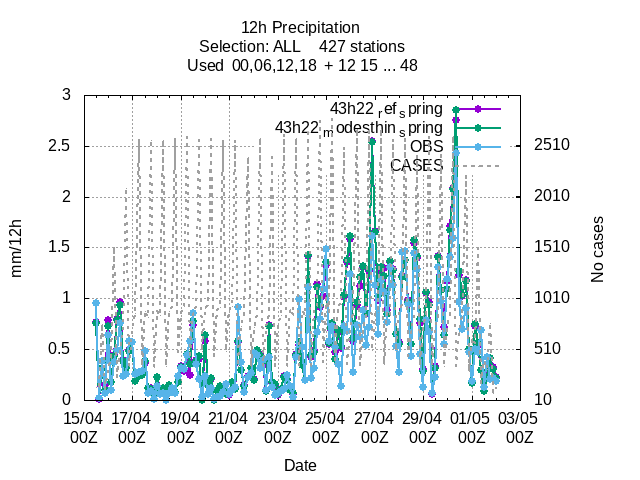 12h Precipitation
Selection: ALL 427 stations
Used 00,06,12,18 + 12 15 ... 48
43h22_ref_spring
43h22_modesthin_spring
OBS
CASES
3
2.5
2
1.5
1
0.5
0
2510
2010
1510
1010
510
10
mm/12h
No cases
15/04 17/04 19/04 21/04 23/04 25/04 27/04 29/04 01/05 03/05
00Z 00Z 00Z 00Z 00Z 00Z 00Z 00Z 00Z 00Z
Date